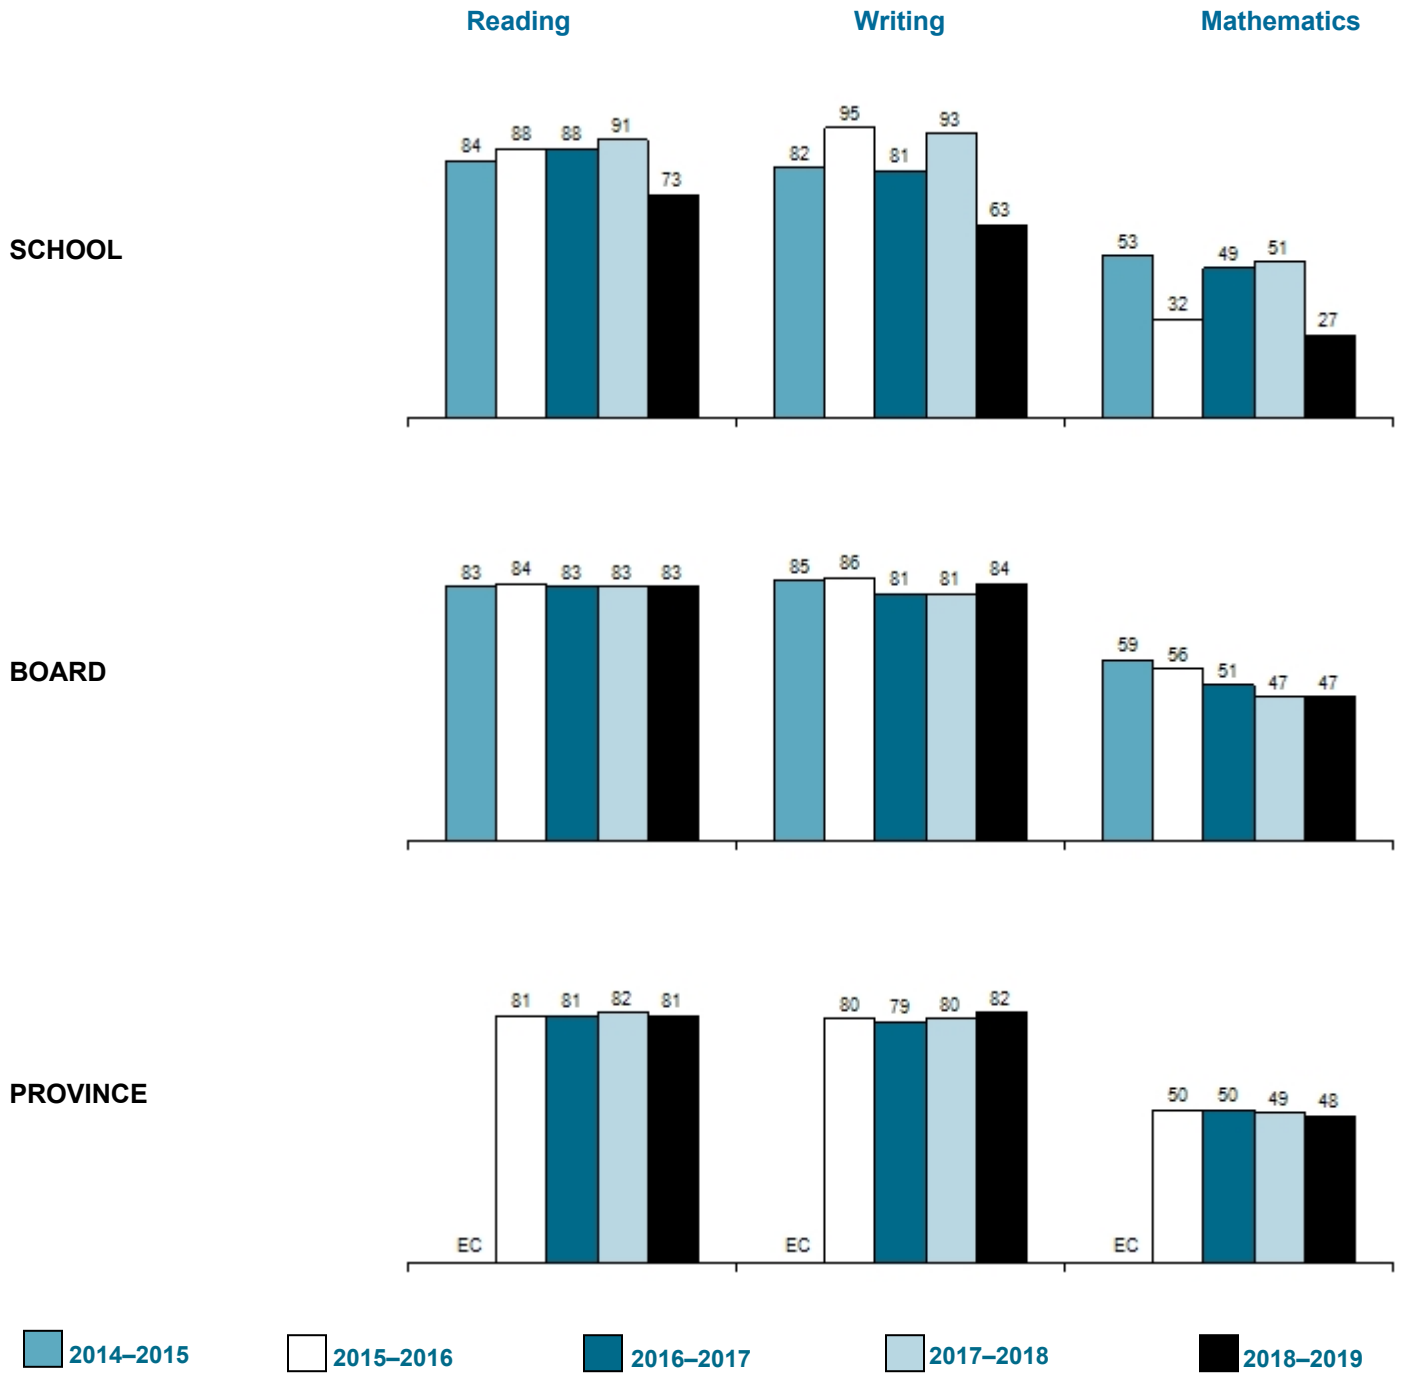 Reading Writing Mathematics
SCHOOL
84 88 88 91 73
82 95 81 93 63
53 32 49 51 27
BOARD
83 84 83 83 83
85 86 81 81 84
59 56 51 47 47
PROVINCE
EC 81 81 82 81
EC 80 79 80 82
EC 50 50 49 48
2014–2015 2015–2016 2016–2017 2017–2018 2018–2019